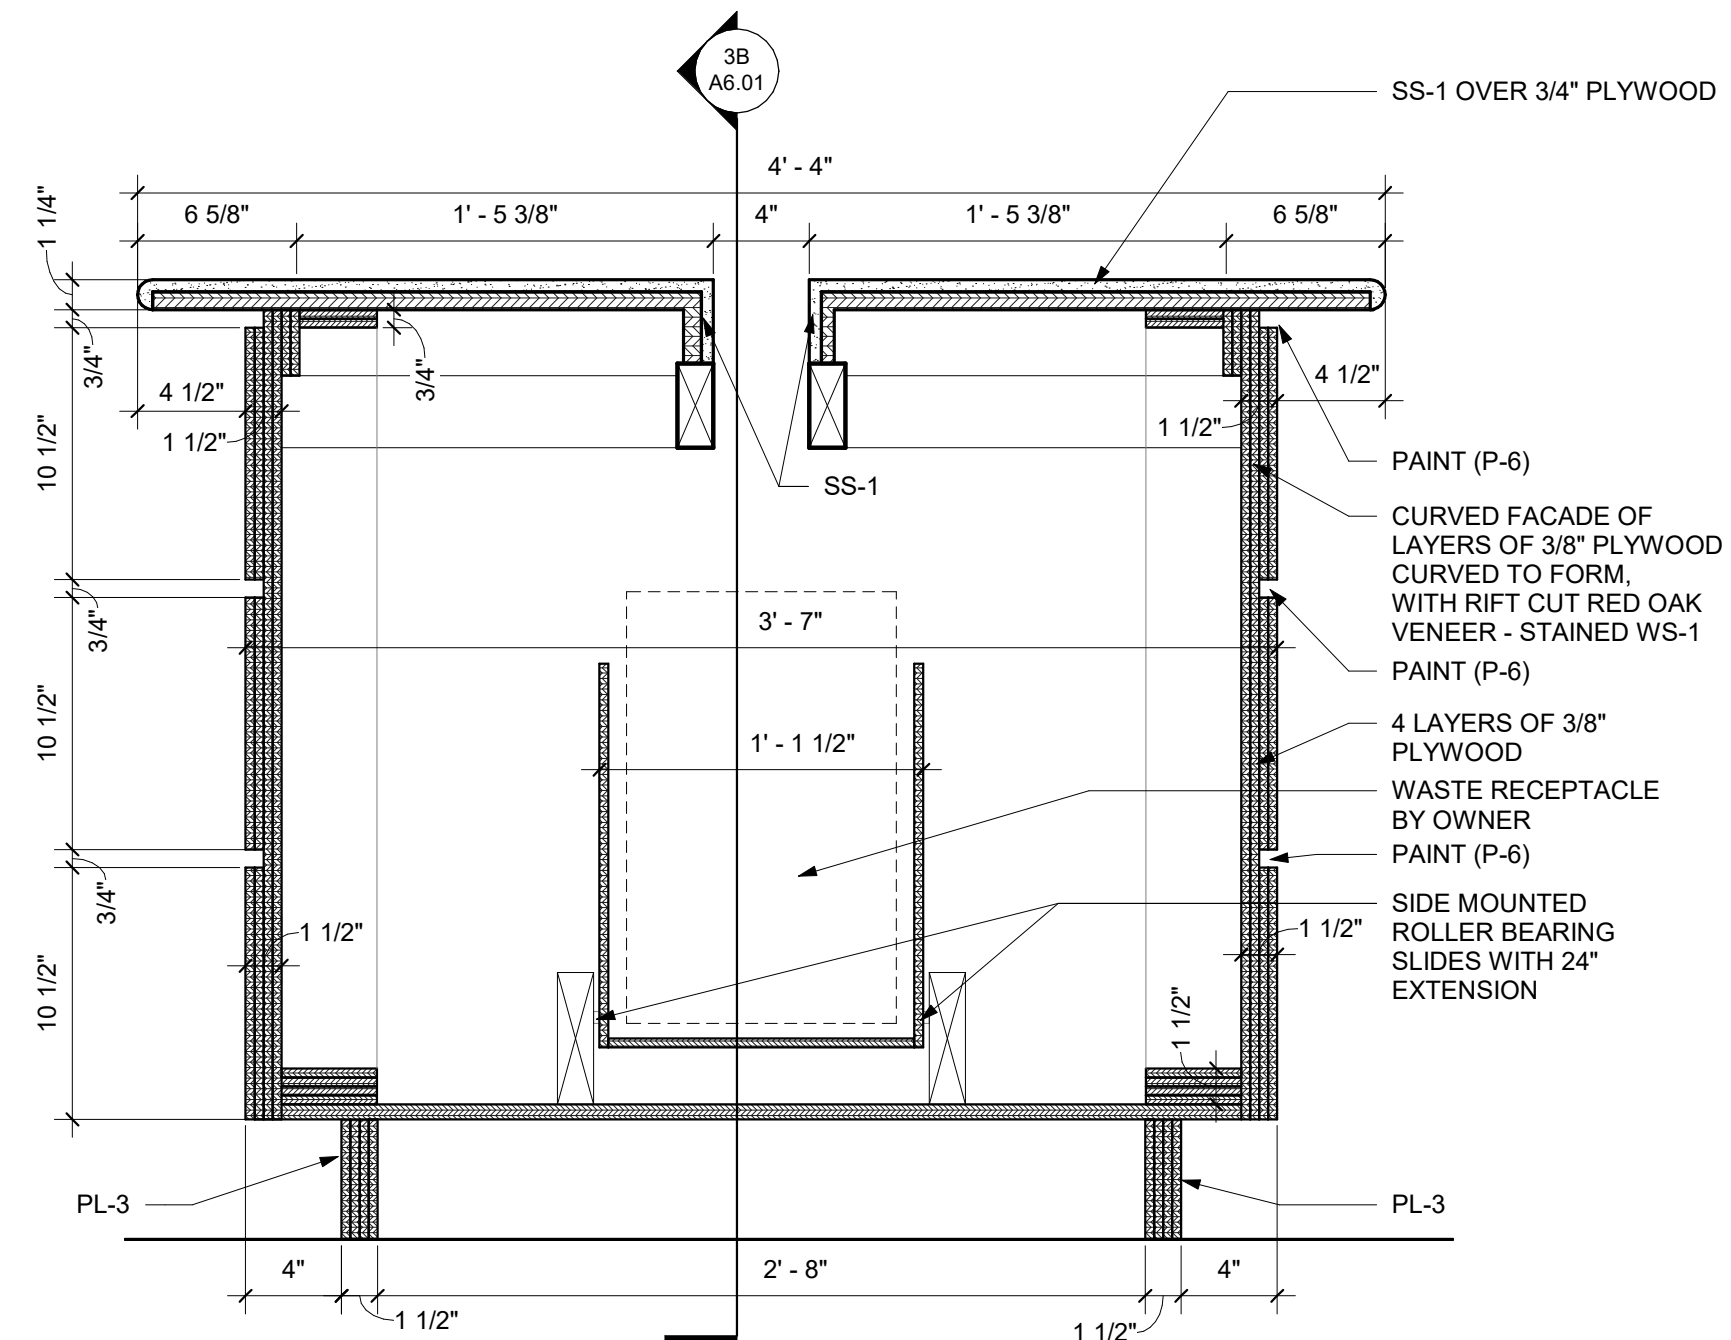 3B
A6.01
SS-1 OVER 3/4" PLYWOOD
4' - 4"
6 5/8"
1' - 5 3/8"
4"
1' - 5 3/8"
6 5/8"
1 1/4"
3/4"
3/4"
4 1/2"
1 1/2"
4 1/2"
1 1/2"
10 1/2"
SS-1
PAINT (P-6)
CURVED FACADE OF
LAYERS OF 3/8" PLYWOOD
CURVED TO FORM,
WITH RIFT CUT RED OAK
VENEER - STAINED WS-1
3/4"
3' - 7"
PAINT (P-6)
10 1/2"
1' - 1 1/2"
4 LAYERS OF 3/8"
PLYWOOD
WASTE RECEPTACLE
BY OWNER
PAINT (P-6)
3/4"
SIDE MOUNTED
ROLLER BEARING
SLIDES WITH 24"
EXTENSION
1 1/2"
1 1/2"
10 1/2"
1 1/2"
PL-3
PL-3
4"
2' - 8"
4"
1 1/2"
1 1/2"